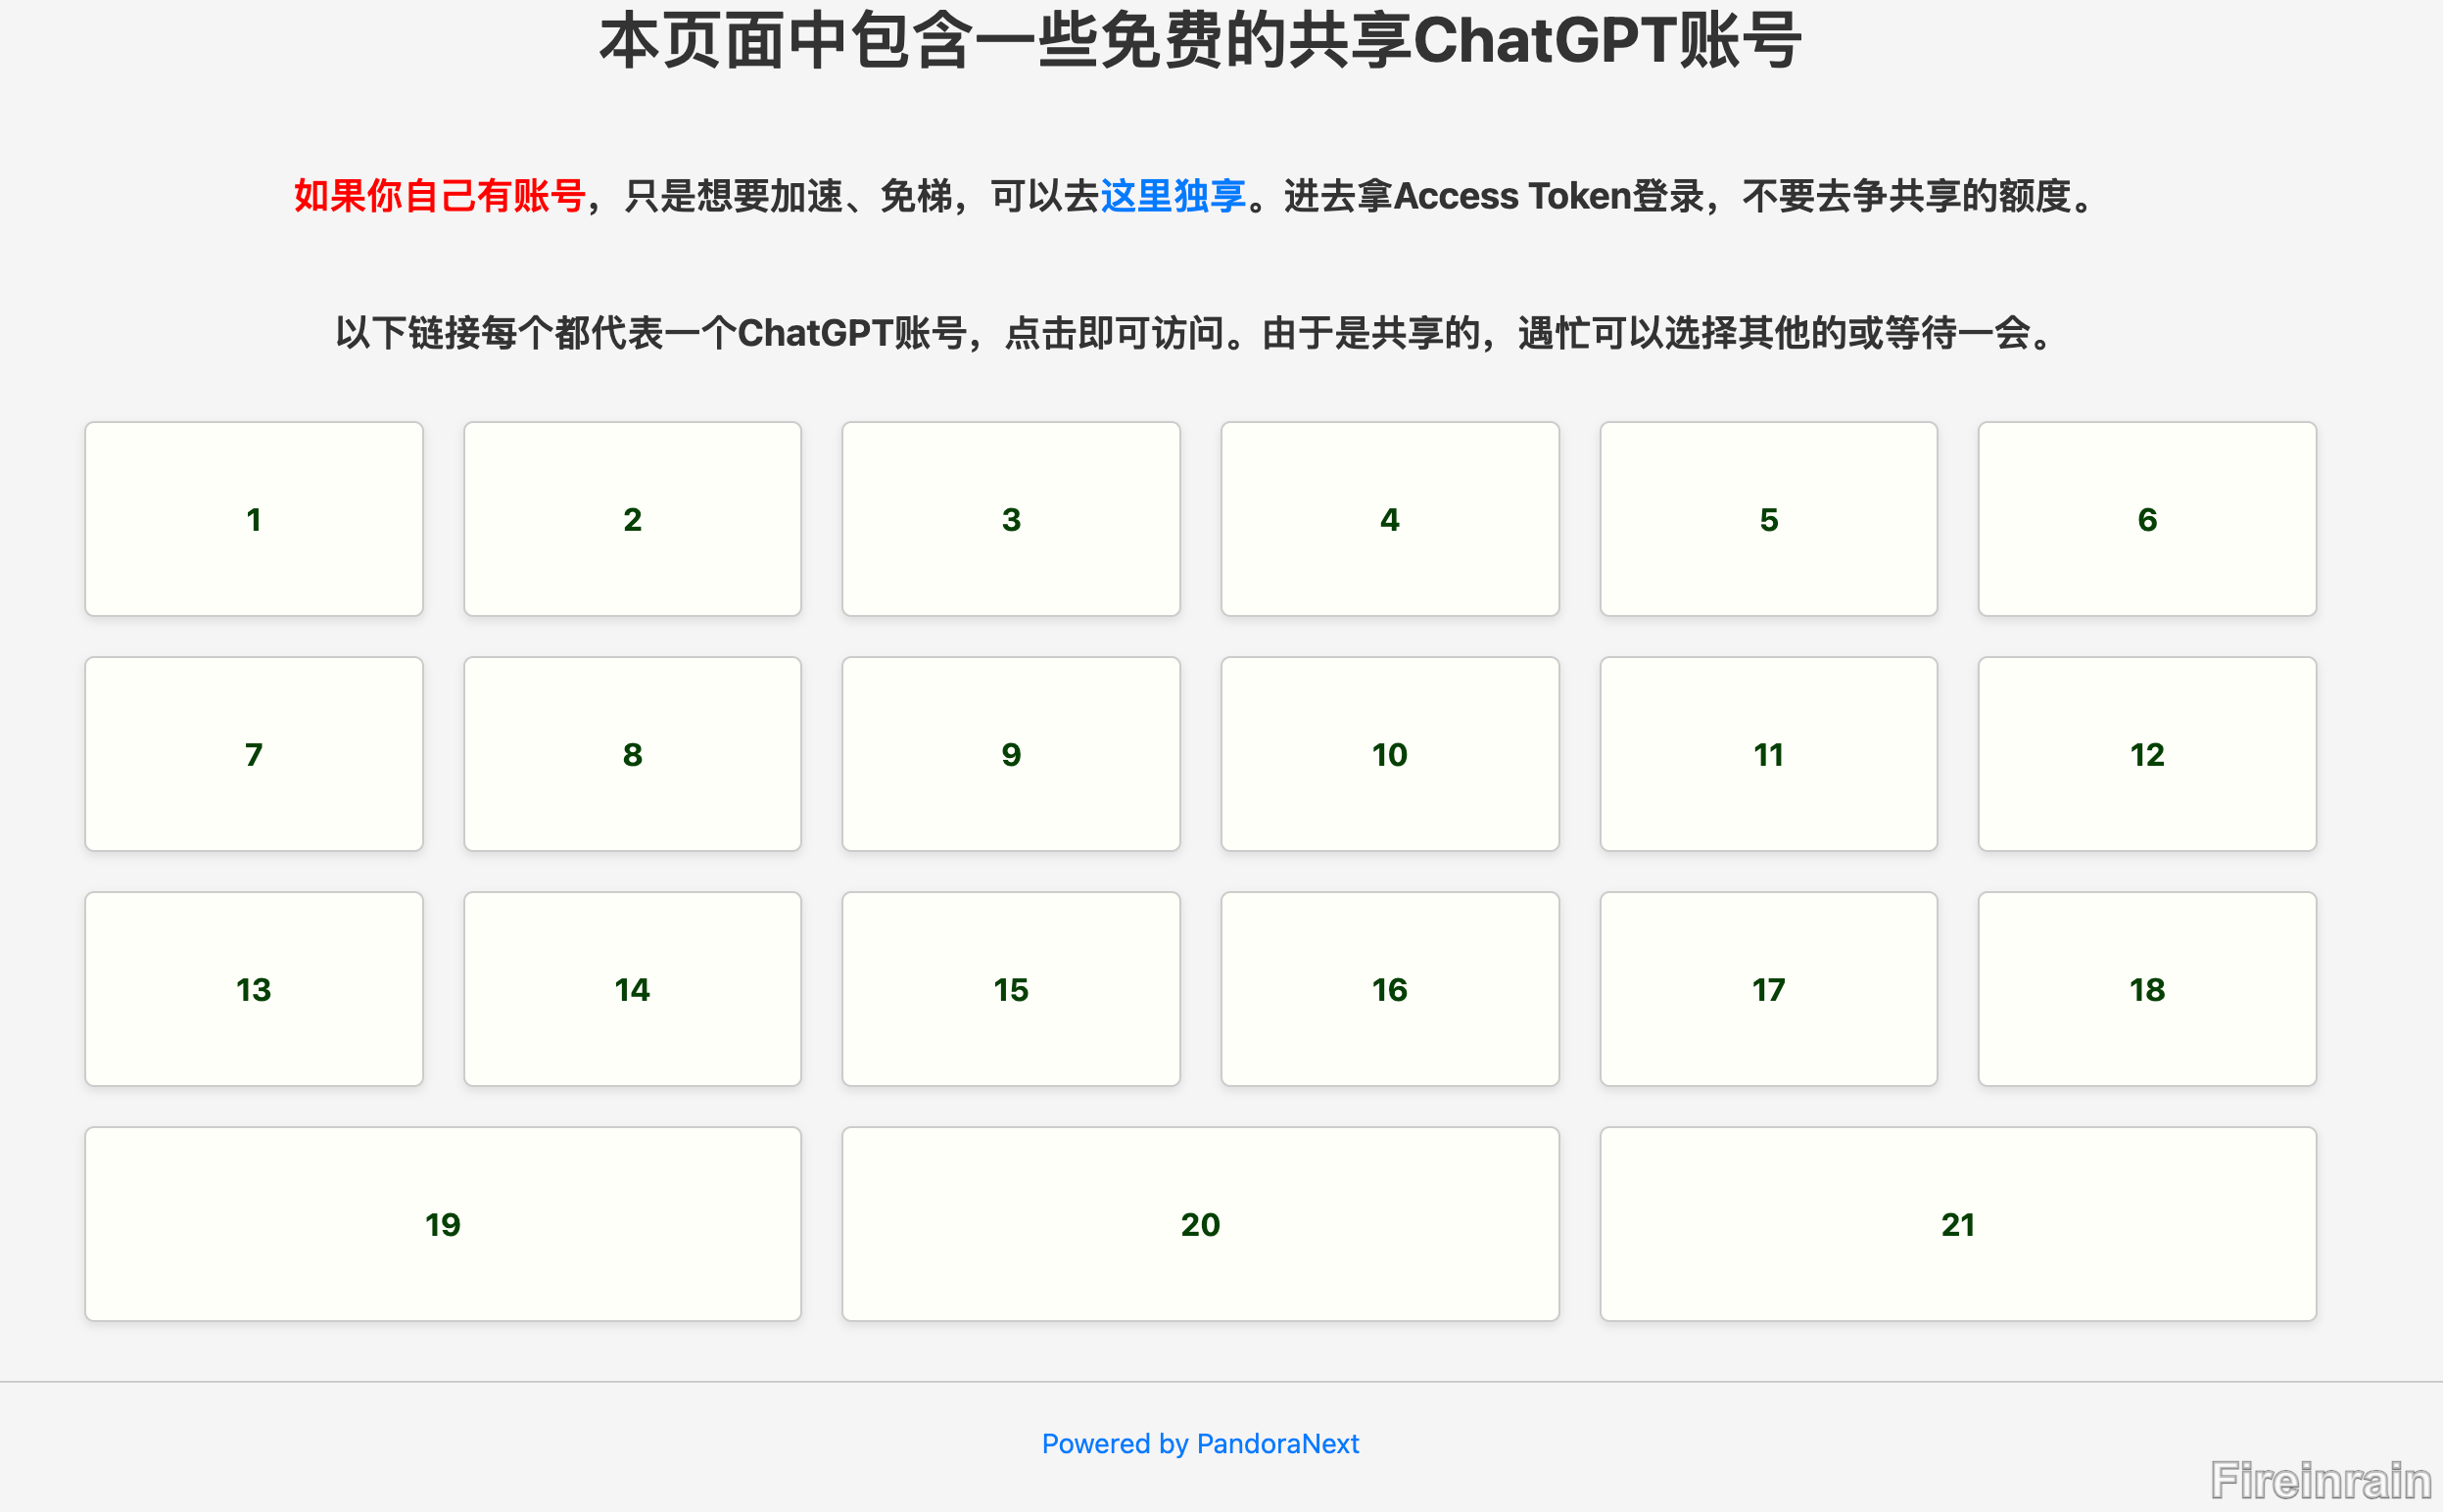 本页面中包含一些免费的共享ChatGPT账号
如果你自己有账号，只是想要加速、免梯，可以去这里独享。进去拿Access Token登录，不要去争共享的额度。
以下链接每个都代表一个ChatGPT账号，点击即可访问。由于是共享的，遇忙可以选择其他的或等待一会。
1 2 3 4 5 6
7 8 9 10 11 12
13 14 15 16 17 18
19 20 21
Powered by PandoraNext
Fireinrain